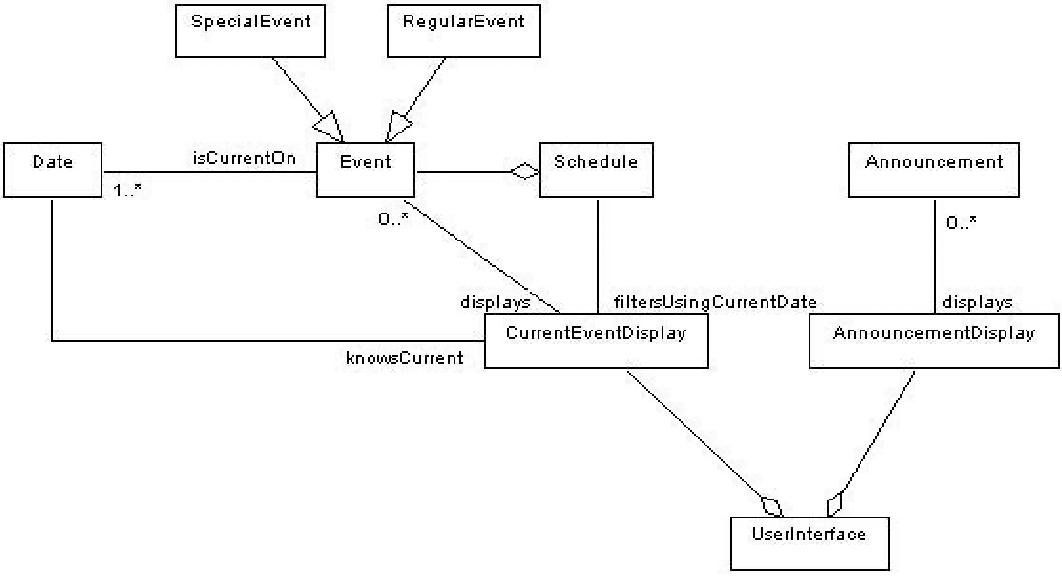 SpecialEvent
RegularEvent
Date
isCurrentOn
Event
Schedule
Announcement
1..*
0..*
0..*
displays
filtersUsingCurrentDate
displays
CurrentEventDisplay
AnnouncementDisplay
knowsCurrent
UserInterface